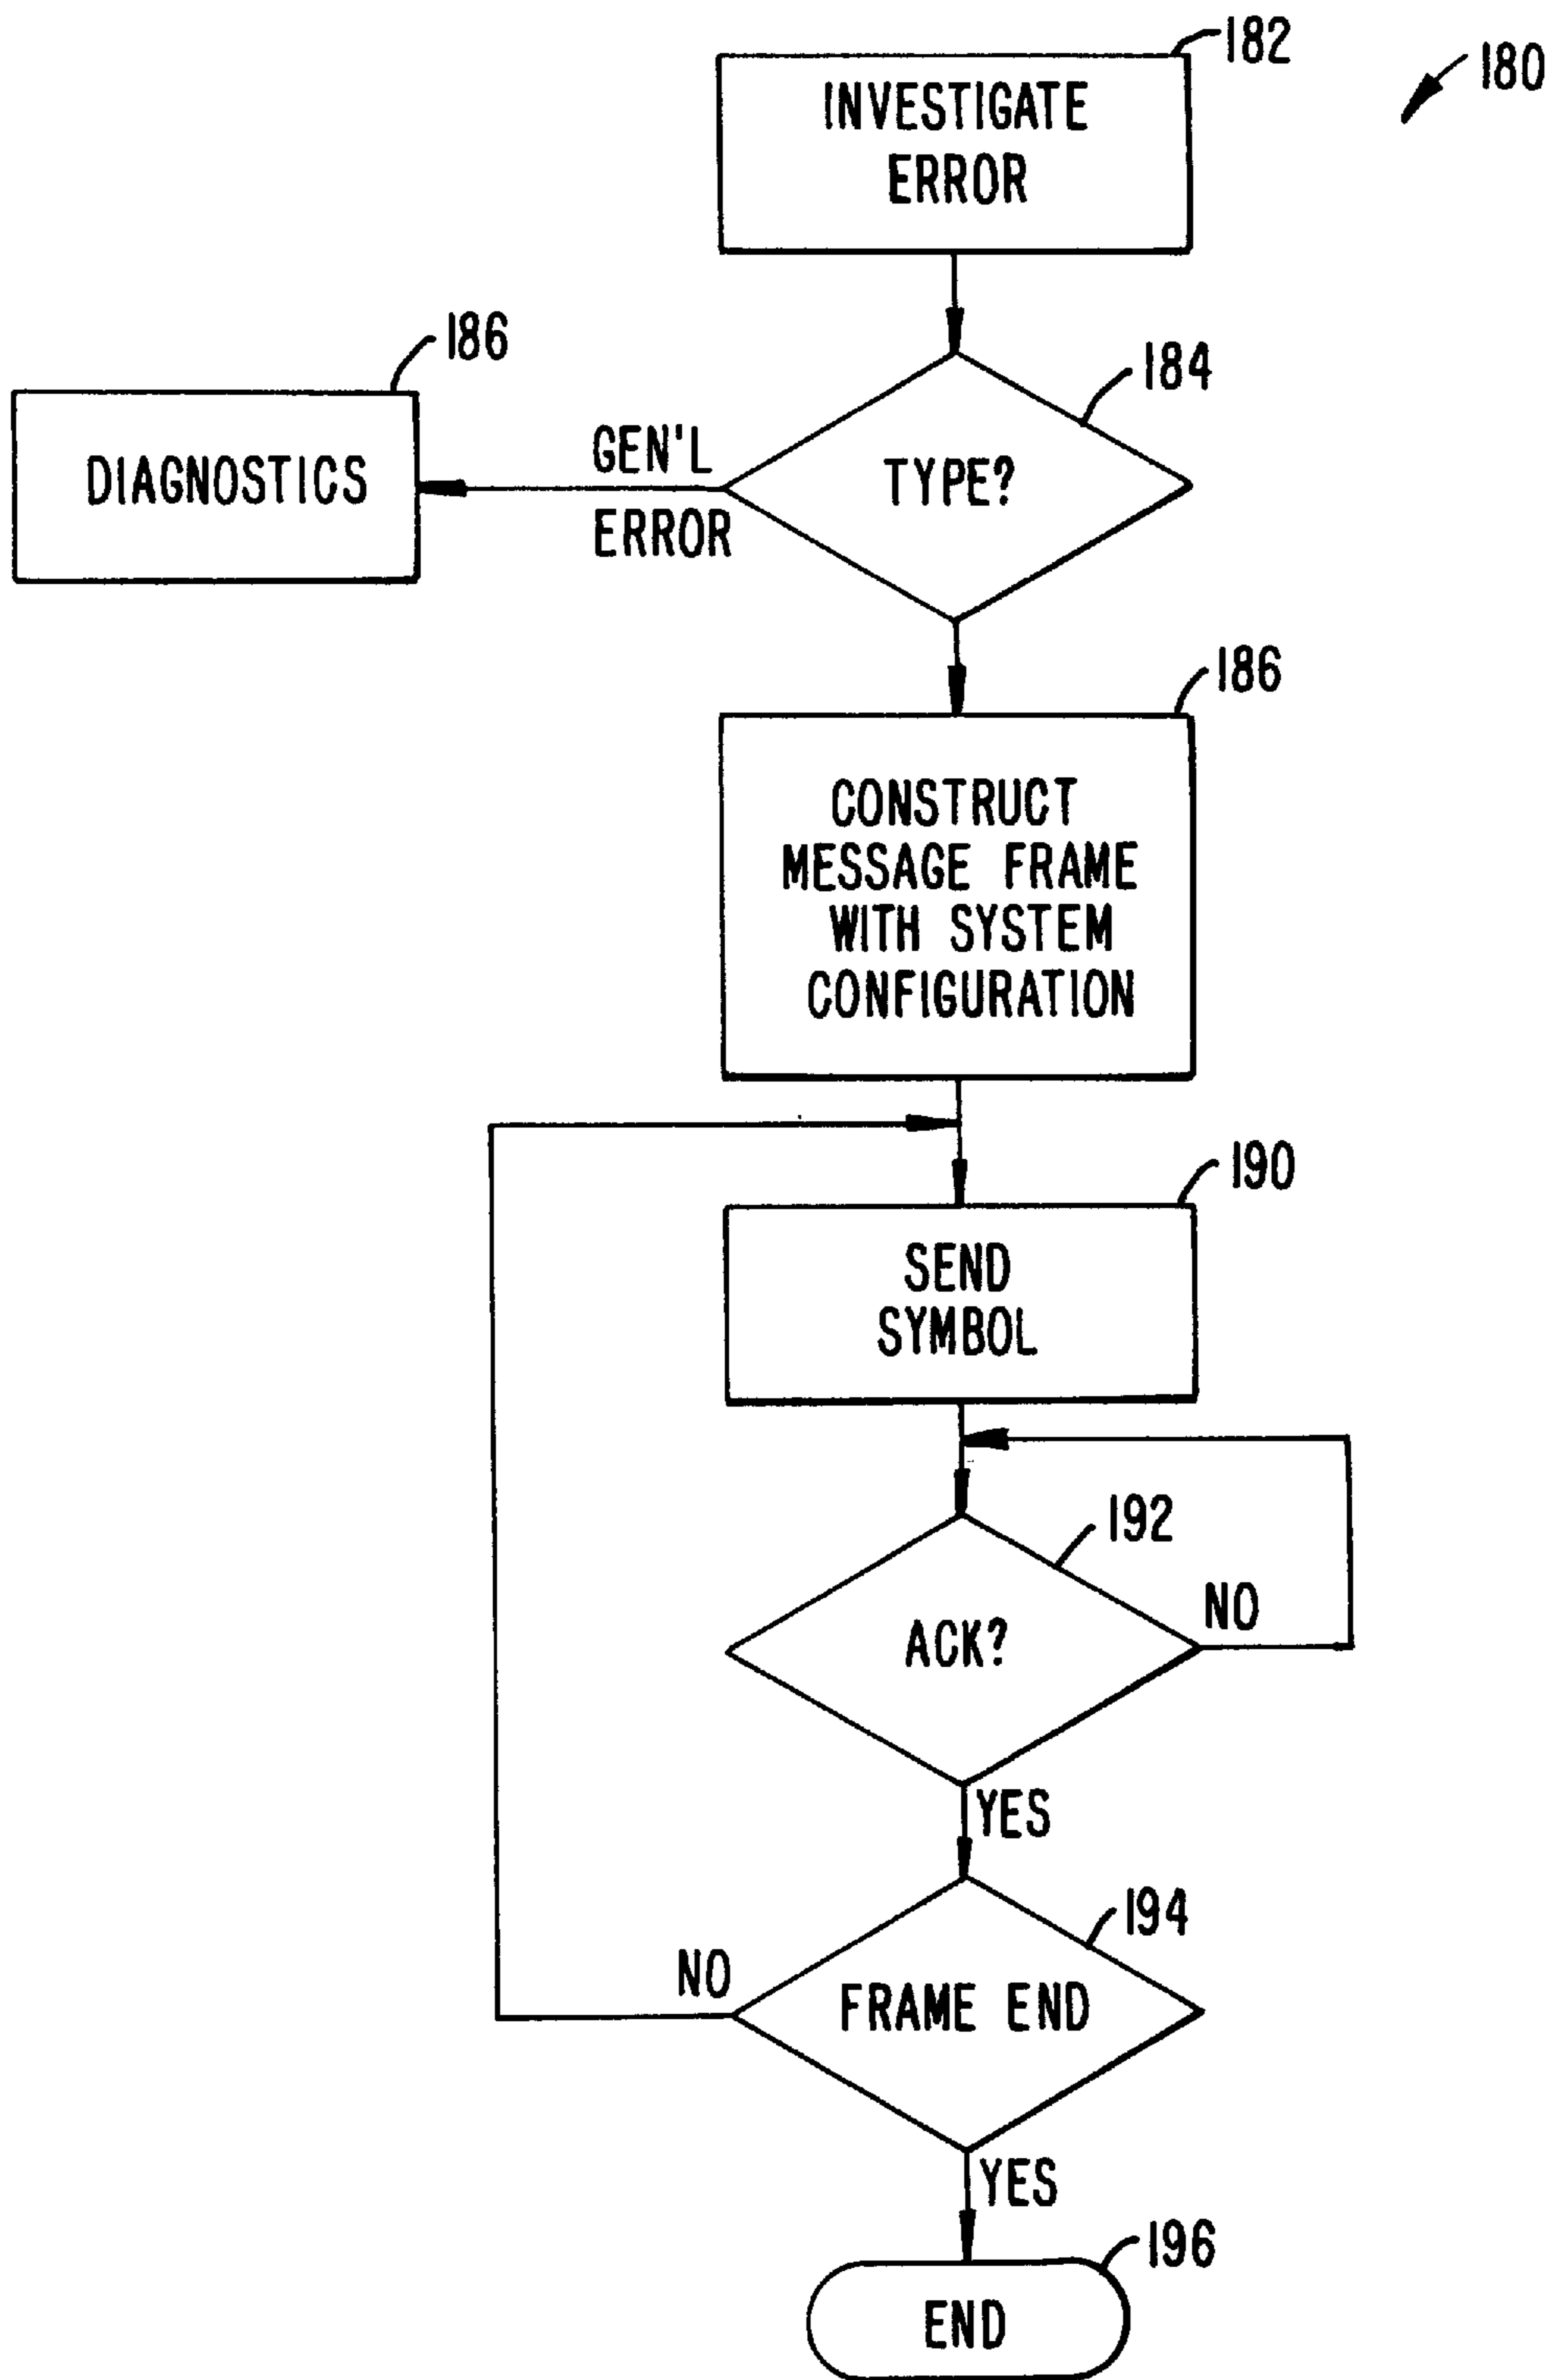 182
180
INVESTIGATE
ERROR
186
184
DIAGNOSTICS
GEN'L
ERROR
TYPE?
186
CONSTRUCT
MESSAGE FRAME
WITH SYSTEM
CONFIGURATION
190
SEND
SYMBOL
192
NO
ACK?
YES
194
NO
FRAME END
YES
196
END